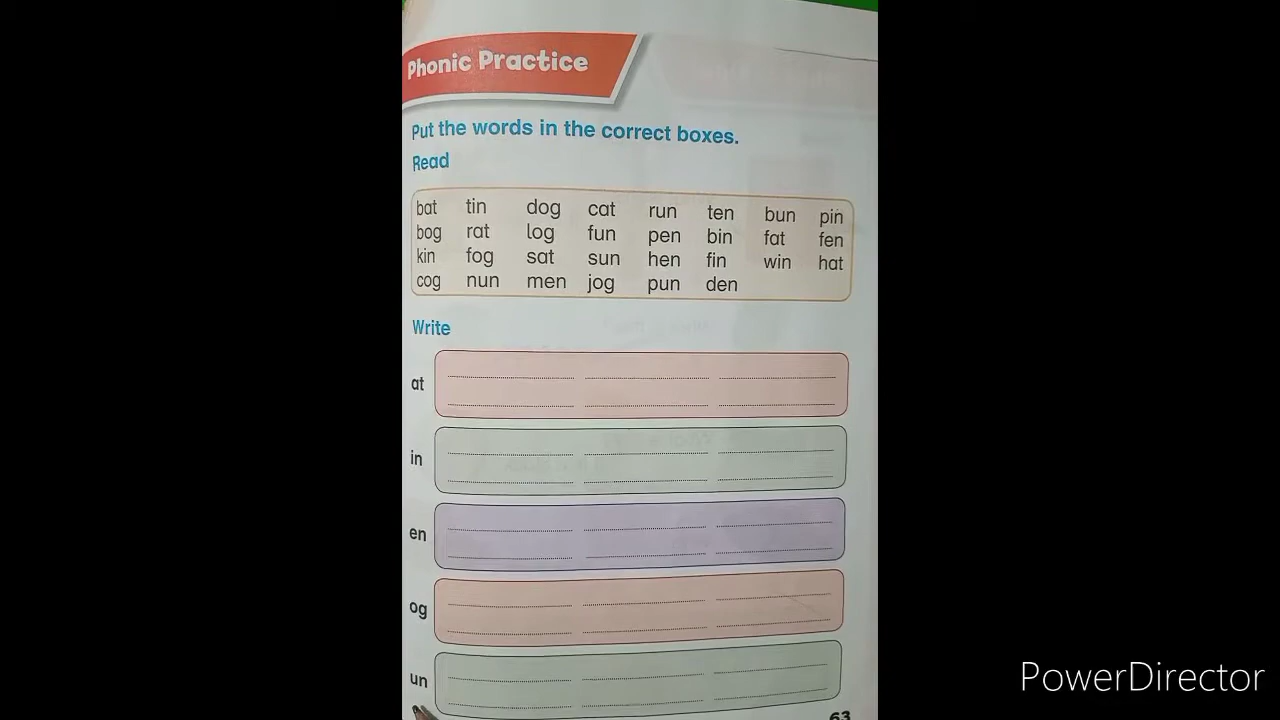 Phonic Practice
Put the words in the correct boxes.
Read
bat tin dog cat run ten bun pin
bog rat log fun pen bin fat fen
kin fog sat sun hen fin win hat
cog nun men jog pun den
Write
at
in
en
og
un
63
PowerDirector